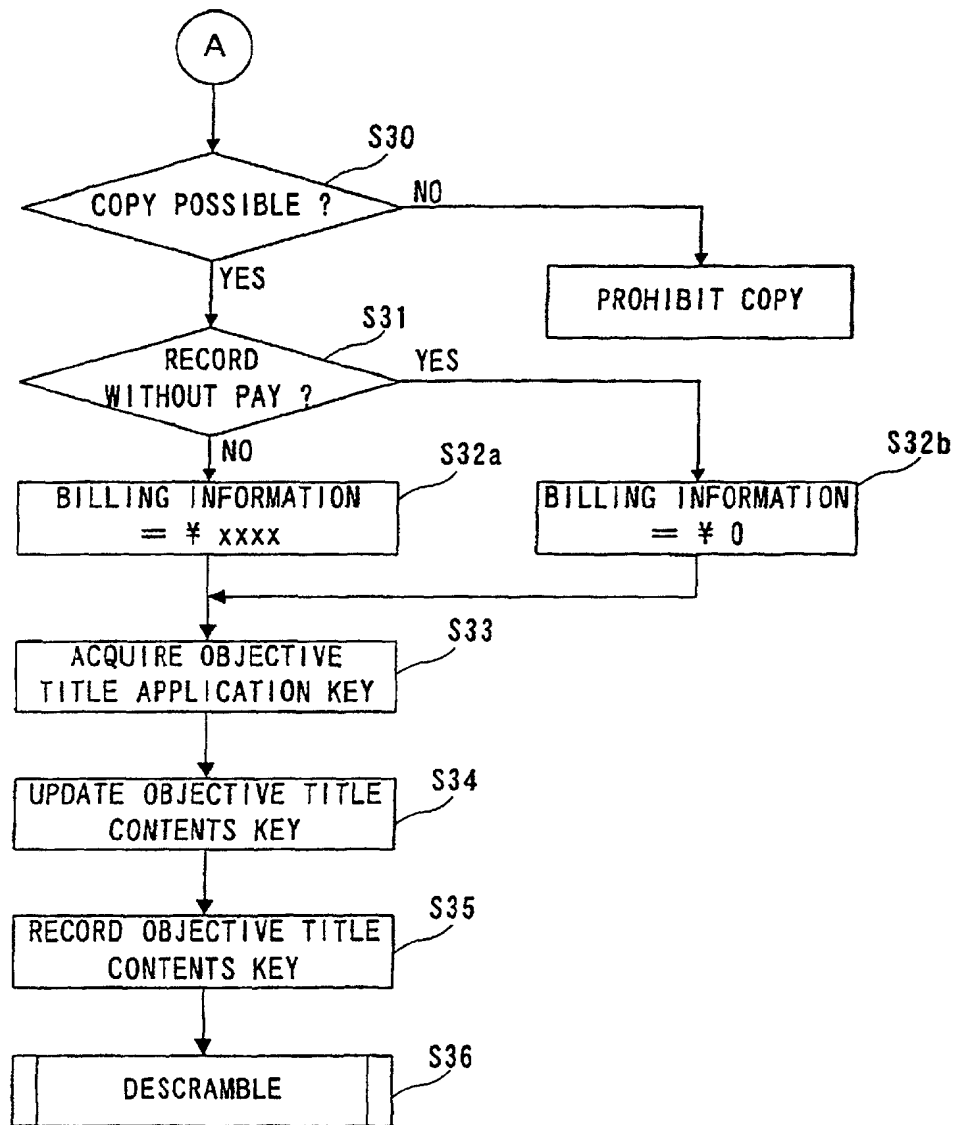 A
S30
COPY POSSIBLE ?
NO
YES
PROHIBIT COPY
S31
RECORD
WITHOUT PAY ?
YES
NO
S32a
BILLING INFORMATION
= ¥ xxxx
S32b
BILLING INFORMATION
= ¥ 0
S33
ACQUIRE OBJECTIVE
TITLE APPLICATION KEY
S34
UPDATE OBJECTIVE TITLE
CONTENTS KEY
S35
RECORD OBJECTIVE TITLE
CONTENTS KEY
S36
DESCRAMBLE